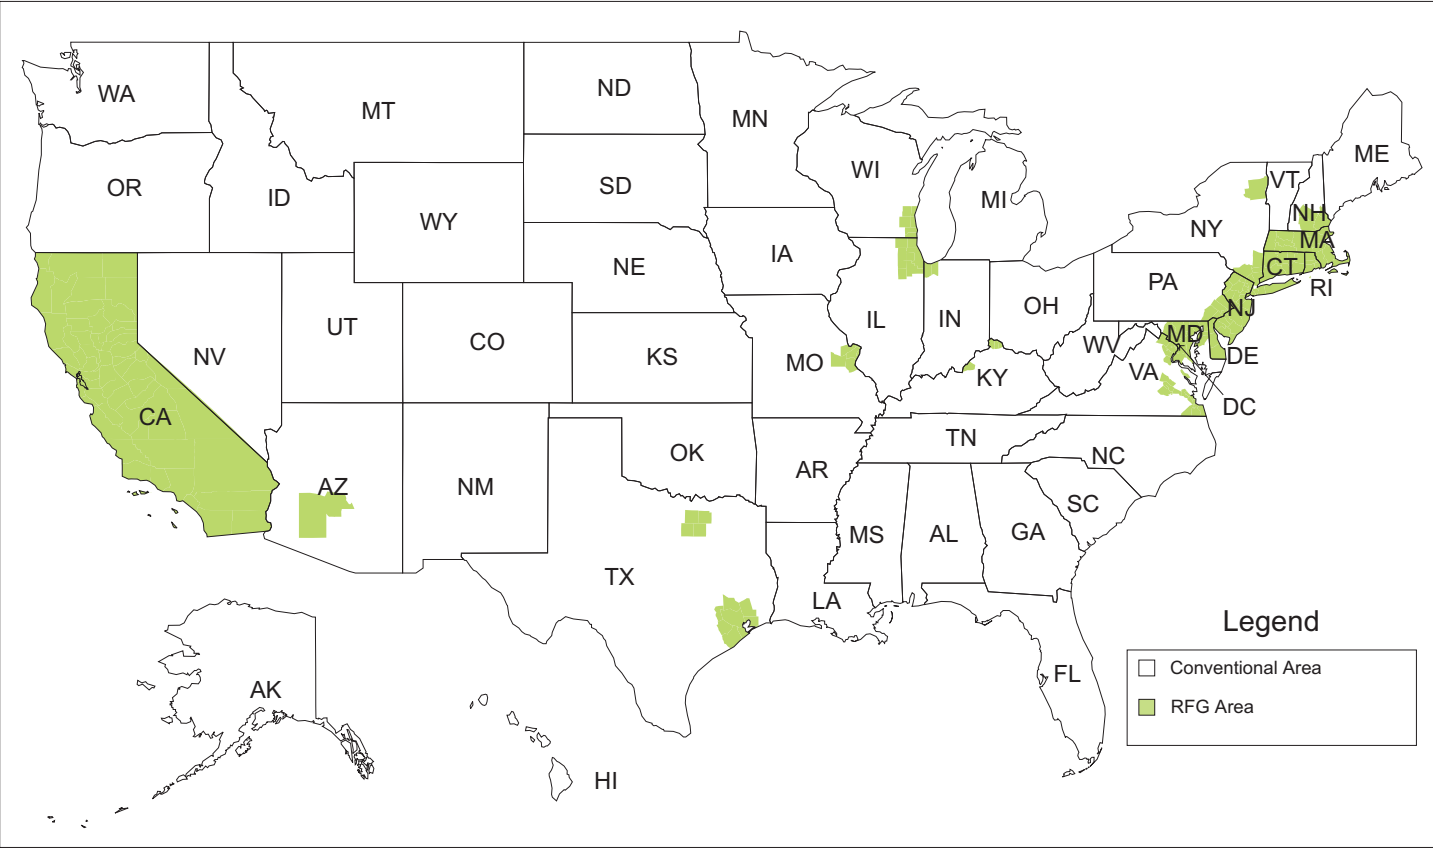 WA
MT
ND
MN
OR
ID
SD
WI
MI
VT
ME
WY
NH
NY
MA
NE
IA
PA
CT
RI
UT
CO
IL
IN
OH
NJ
NV
KS
MO
WV
MD
DE
KY
VA
CA
DC
OK
TN
NC
AZ
NM
AR
SC
MS
AL
GA
TX
LA
Legend
Conventional Area
FL
AK
RFG Area
HI